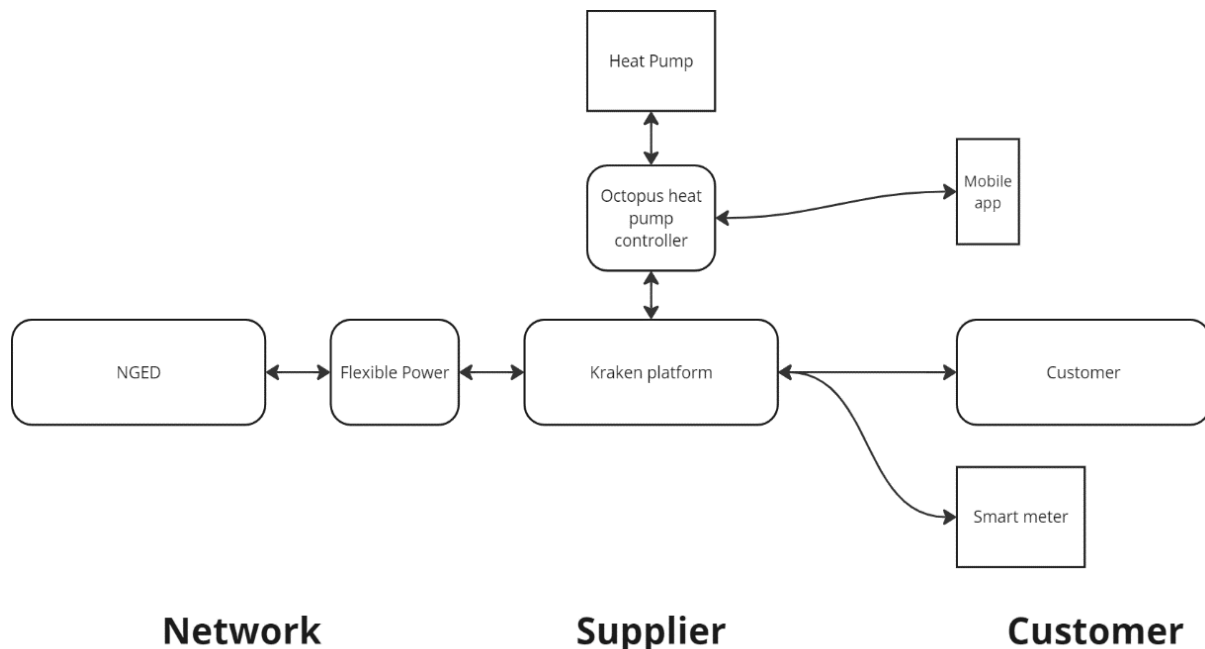 Heat Pump
Octopus heat
pump
controller
Mobile
app
NGED
Flexible Power
Kraken platform
Customer
Smart meter
Network
Supplier
Customer